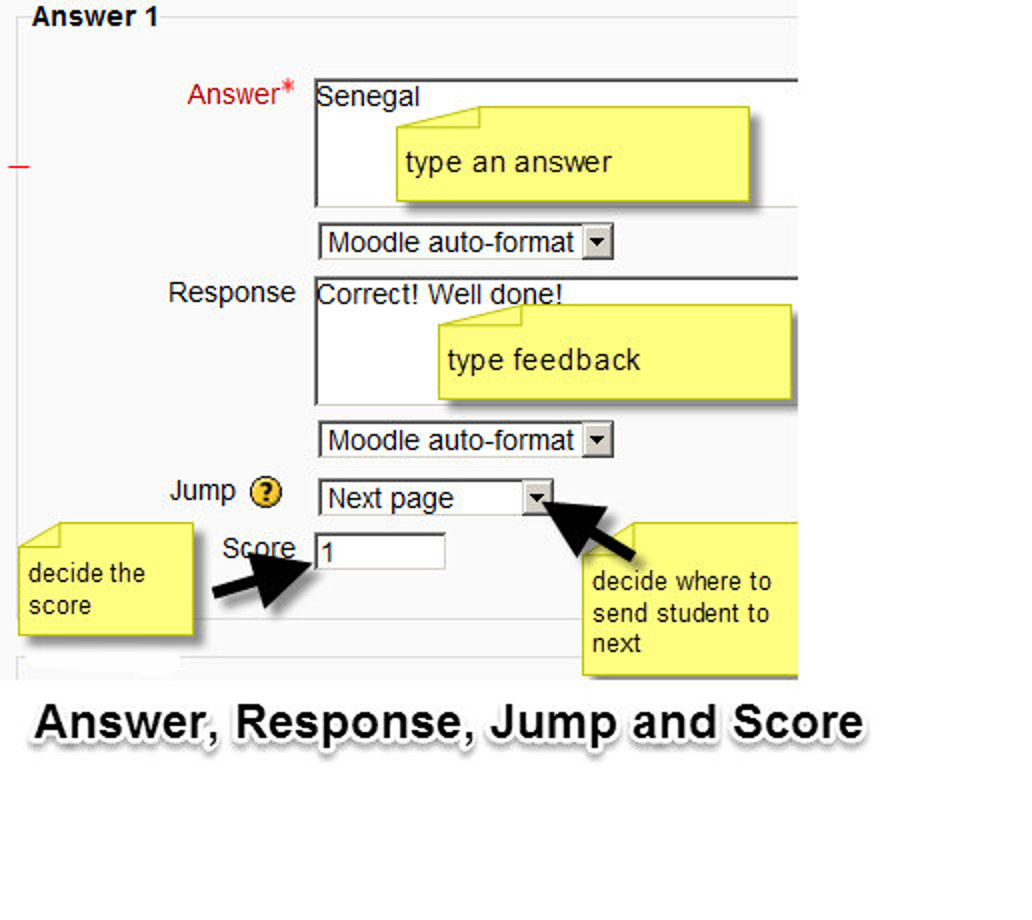 Answer 1
Answer*
Senegal
type an answer
Moodle auto-format
Response
Correct! Well done!
type feedback
Moodle auto-format
Jump ?
Next page
Score
1
decide the
score
decide where to
send student to
next
Answer, Response, Jump and Score